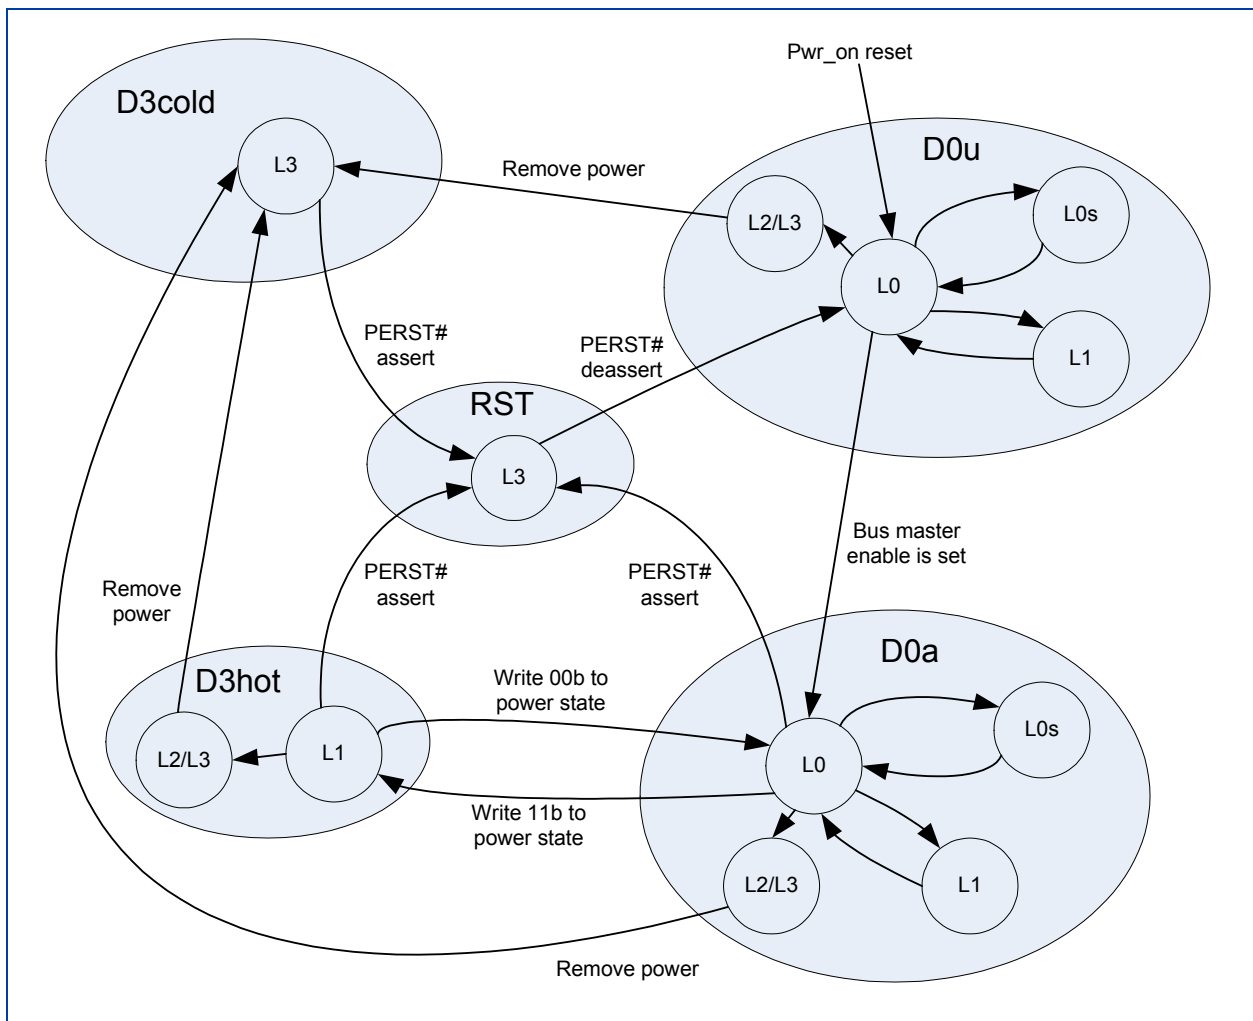 Pwr_on reset
D3cold
L3
Remove power
D0u
L2/L3
L0s
L0
L1
PERST#
assert
PERST#
deassert
RST
L3
Bus master
enable is set
PERST#
assert
PERST#
assert
Remove
power
D3hot
L2/L3
L1
Write 00b to
power state
Write 11b to
power state
D0a
L0s
L0
L2/L3
L1
Remove power